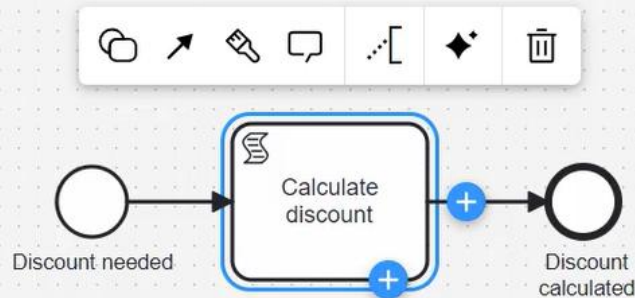 Calculate
discount
Discount needed
Discount
calculated